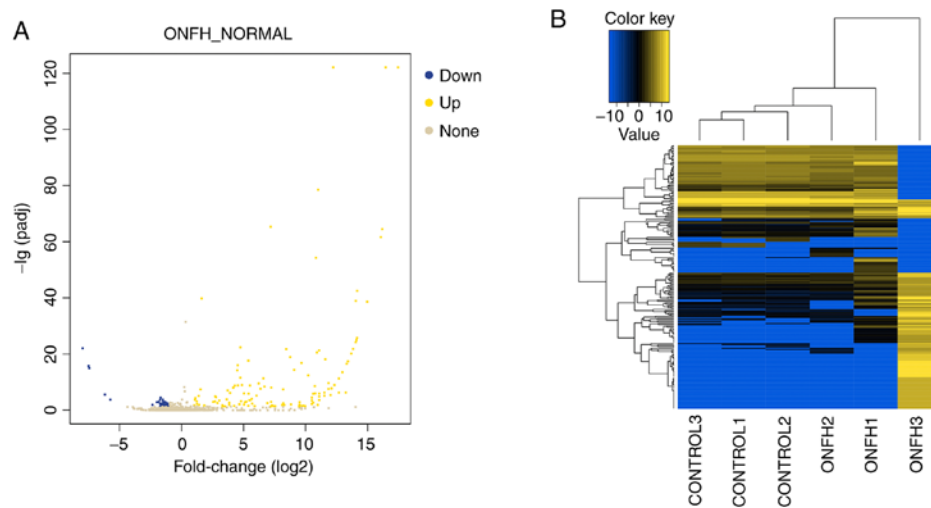 A
ONFH_NORMAL
120
100
80
60
40
20
0
−lg (padj)
−5
0
5
10
15
Fold-change (log2)
Down
Up
None
B
Color key
−10
0
10
Value
CONTROL3
CONTROL1
CONTROL2
ONFH2
ONFH1
ONFH3